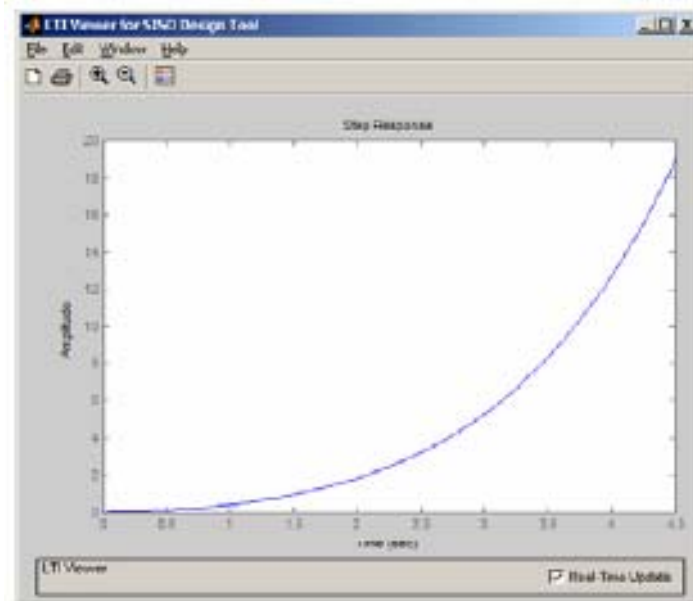 LTI Viewer for SISO Design Tool
File Edit Window Help
Step Response
20
18
16
14
12
10
8
6
4
2
0
Amplitude
0 0.5 1 1.5 2 2.5 3 3.5 4 4.5
Time (sec)
LTI Viewer
Real-Time Update